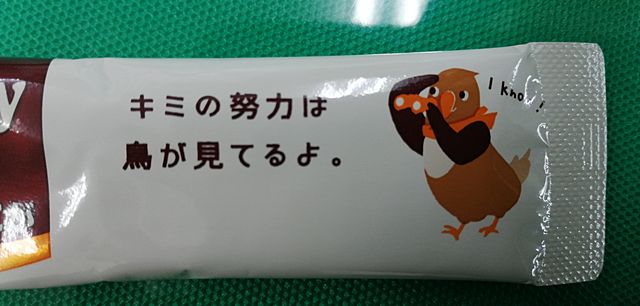 キミの努力は
鳥が見てるよ。
I know!